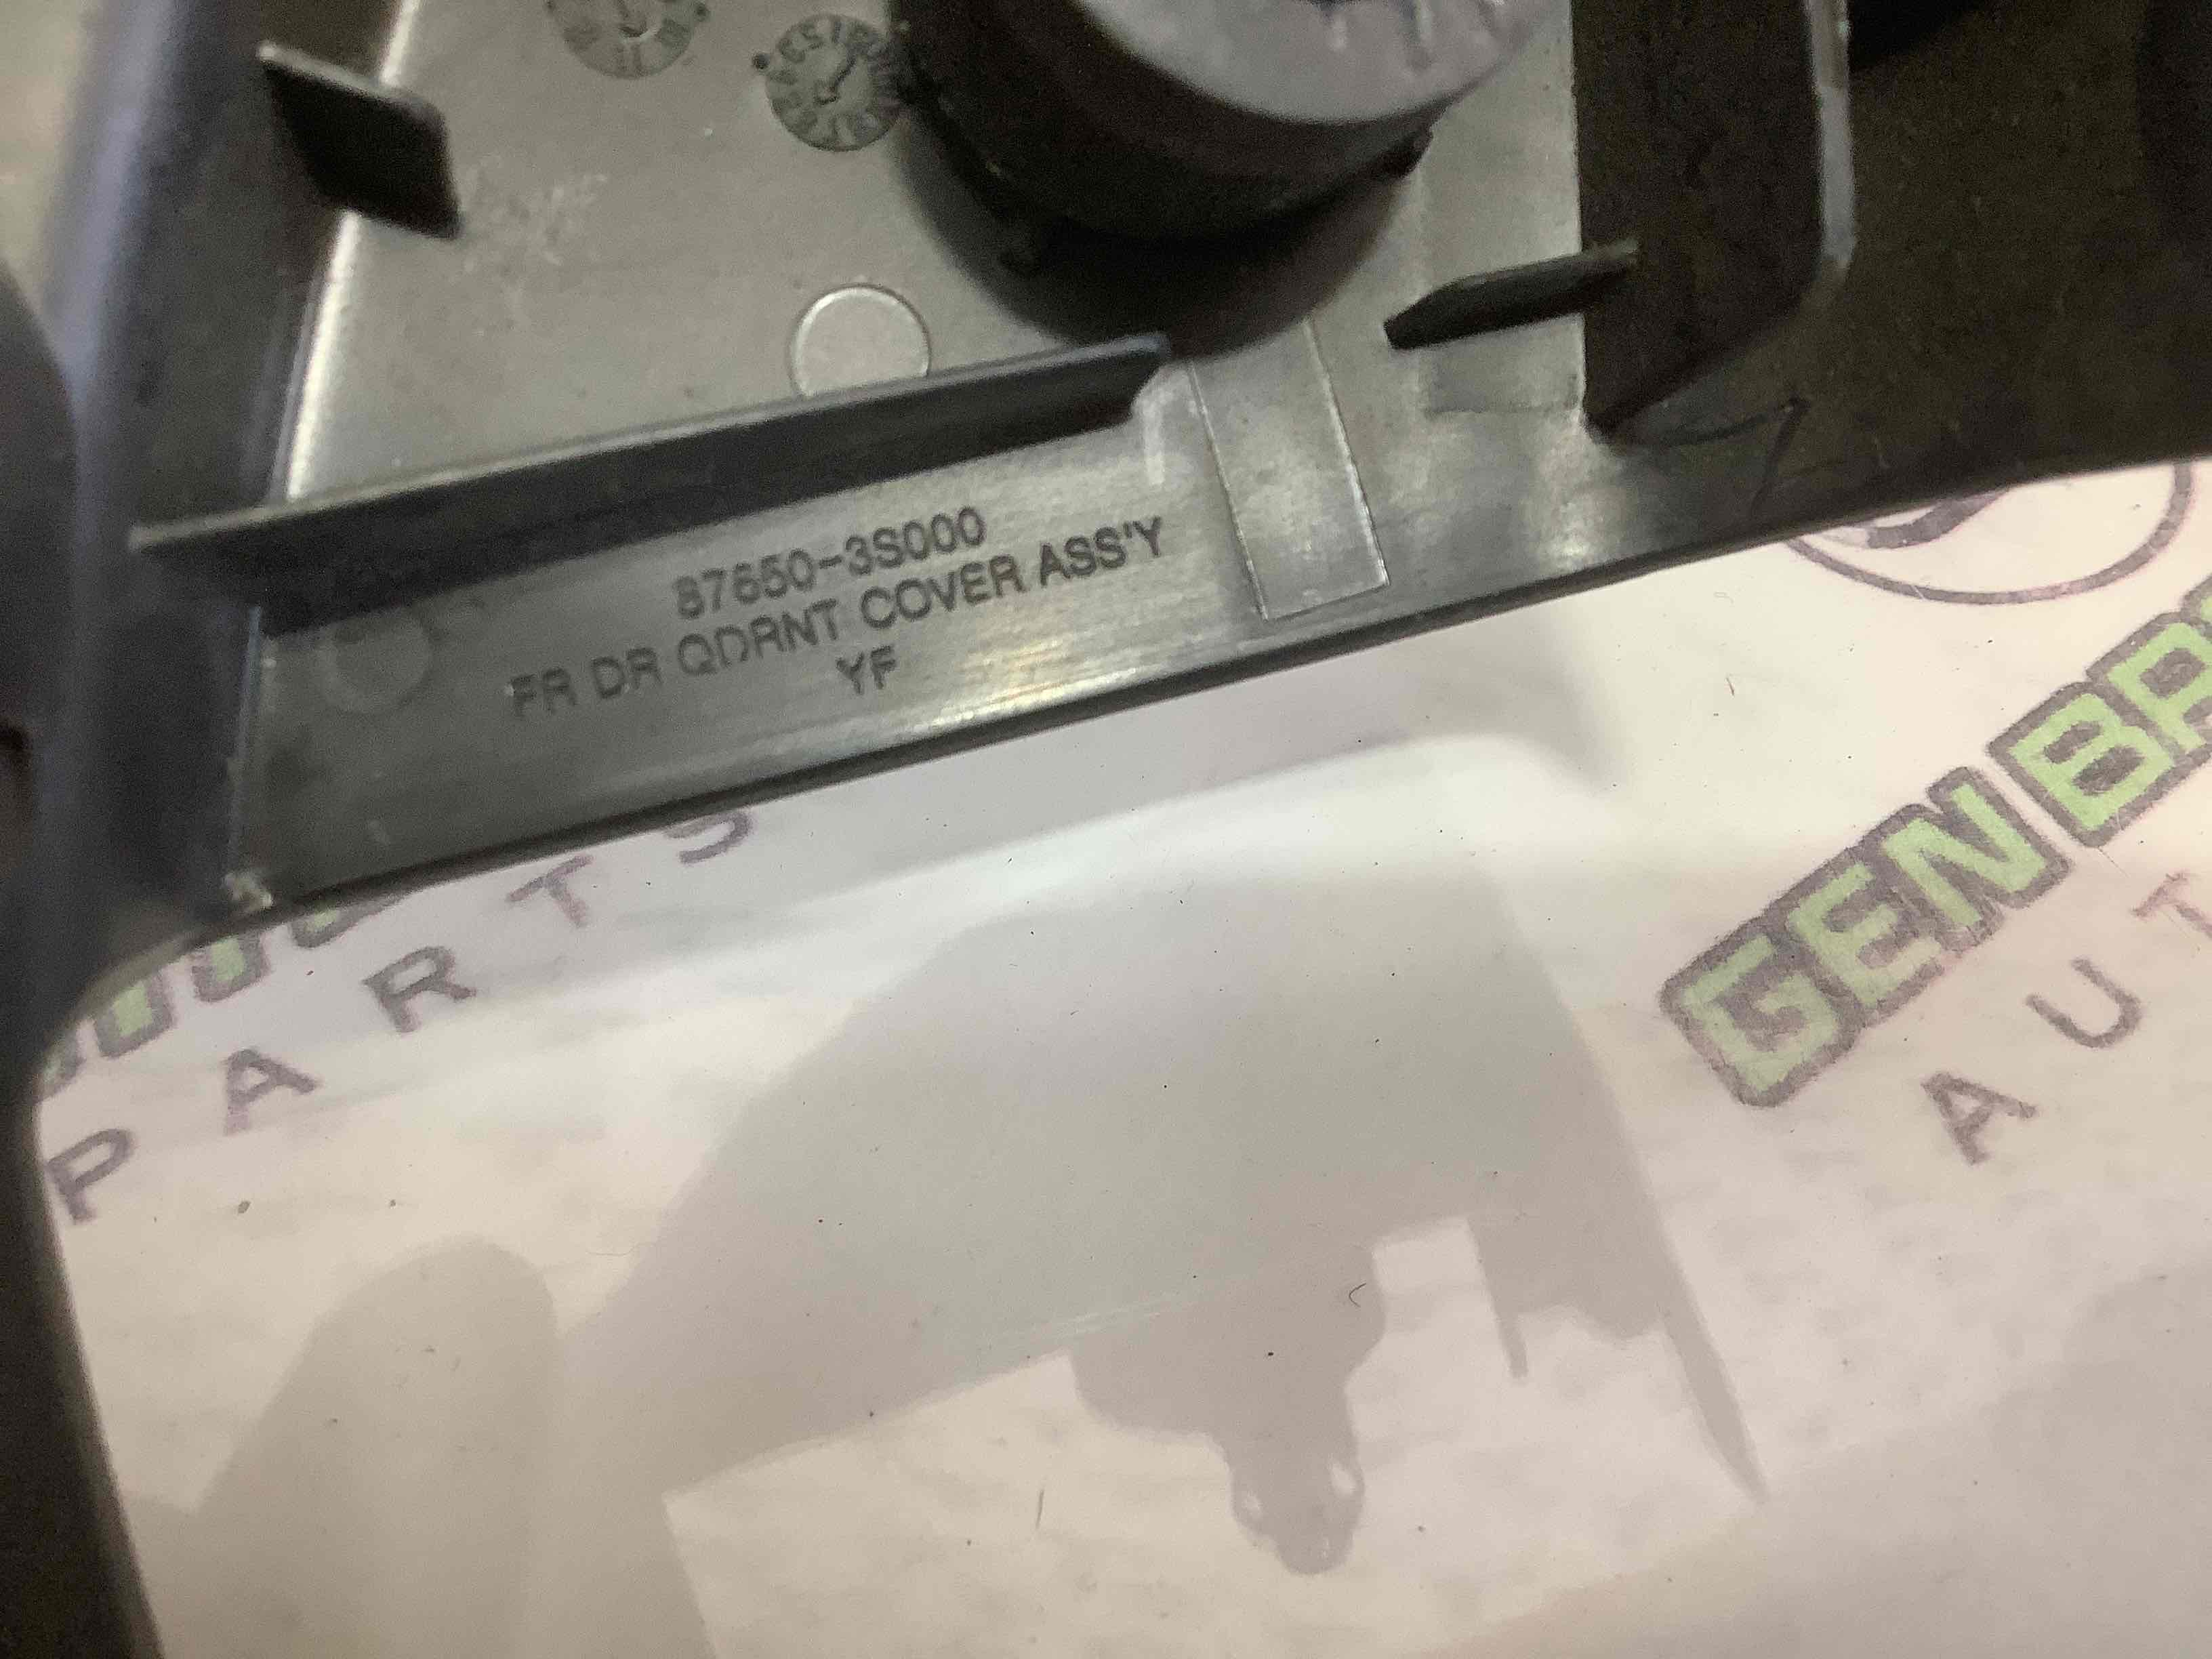 87650-3S000
FR DR QDRNT COVER ASS'Y
YF
PARTS
GEN BR
AUT